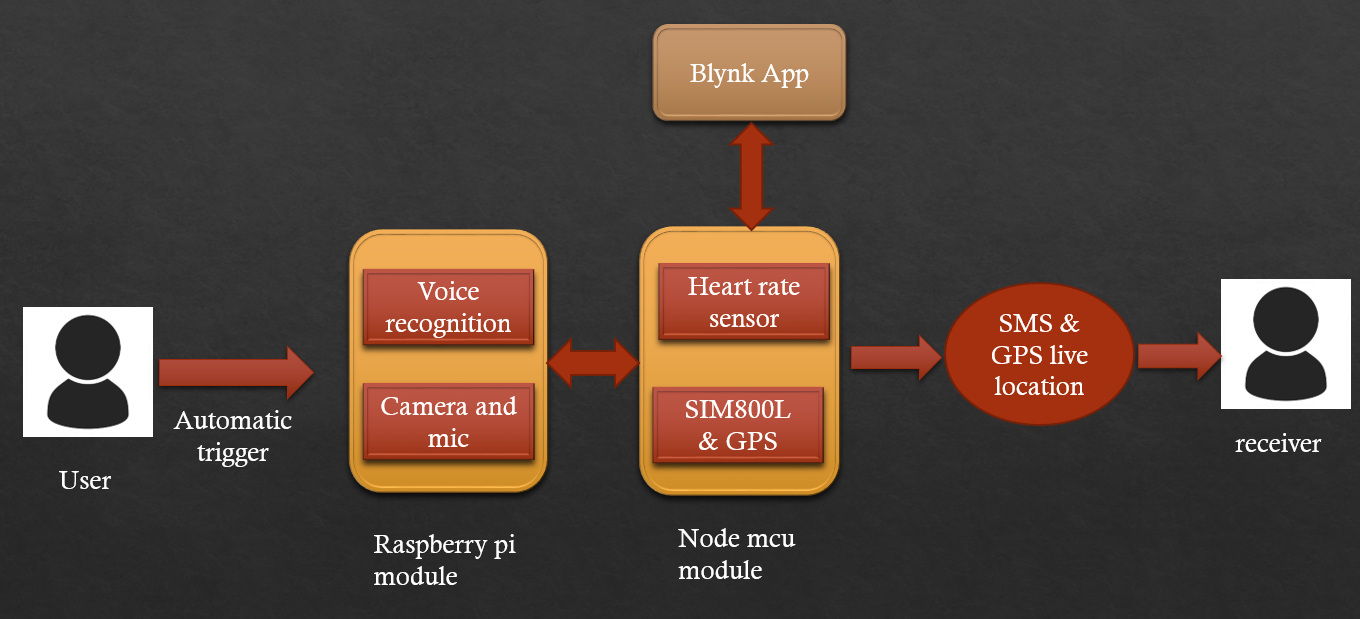 Blynk App
Voice
recognition
Heart rate
sensor
SMS &
GPS live
location
Camera and
mic
SIM800L
& GPS
Automatic
trigger
User
receiver
Raspberry pi
module
Node mcu
module